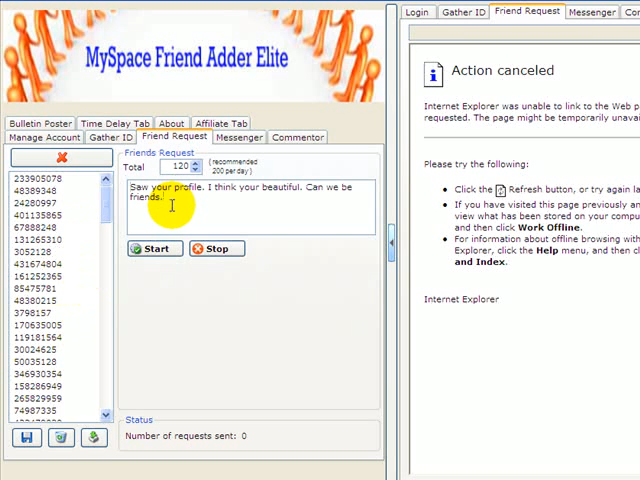 MySpace Friend Adder Elite
Bulletin Poster Time Delay Tab About Affiliate Tab
Manage Account Gather ID Friend Request Messenger Commentor
Friends Request
Total 120 (recommended
200 per day)
Saw your profile. I think your beautiful. Can we be
friends.
Start Stop
233905078
48389348
24280997
401135865
67888248
131265310
3052128
431674804
161252365
85475781
48380215
3798157
170635005
119181564
30024625
50035128
346930354
158286949
265829959
74987335
Status
Number of requests sent: 0
Login Gather ID Friend Request Messenger
Action canceled
Internet Explorer was unable to link to the Web
requested. The page might be temporarily
Please try the following:
Click the Refresh button, or try again
If you have visited this page previously
view what has been stored on your
and then click Work Offline.
For information about offline browsing with
Explorer, click the Help menu, and then
and Index.
Internet Explorer